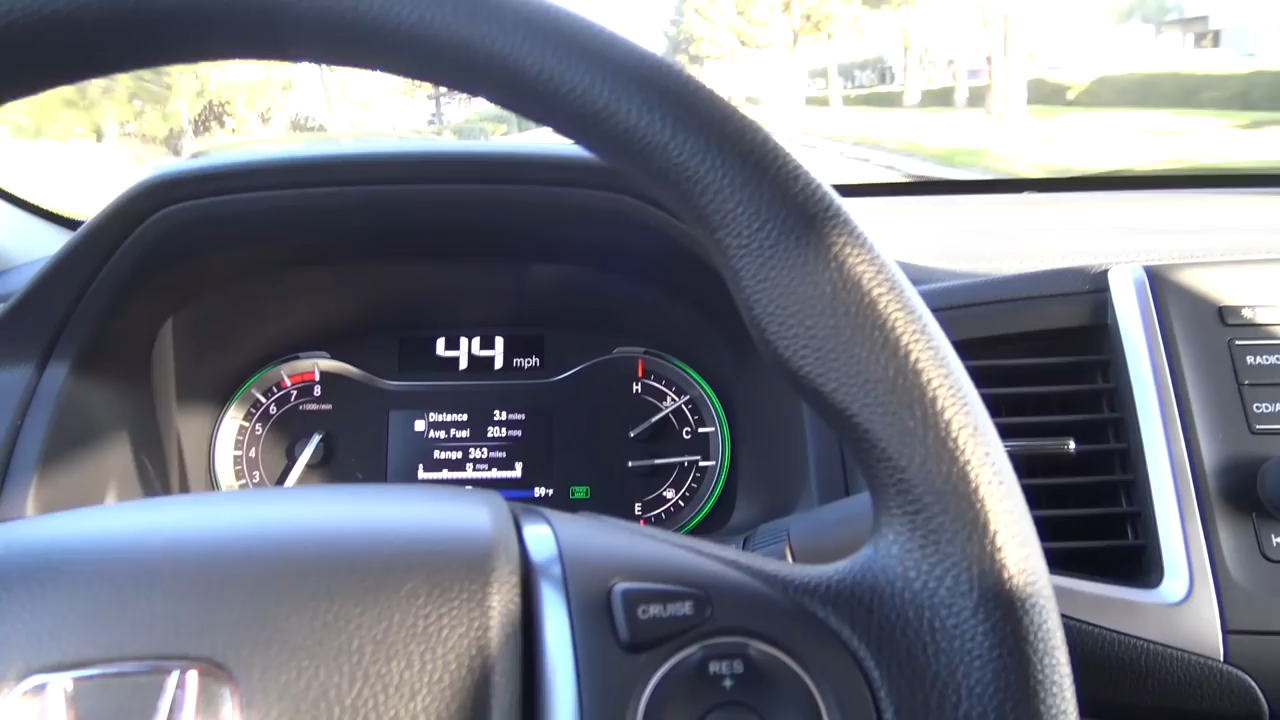 44 mph
8
7
6
5
4
3
x1000r/min
Distance 3.8 miles
Avg. Fuel 20.5 mpg
Range 363 miles
mpg
59°F
H
C
E
CRUISE
RES
+
RADIO
CD/A